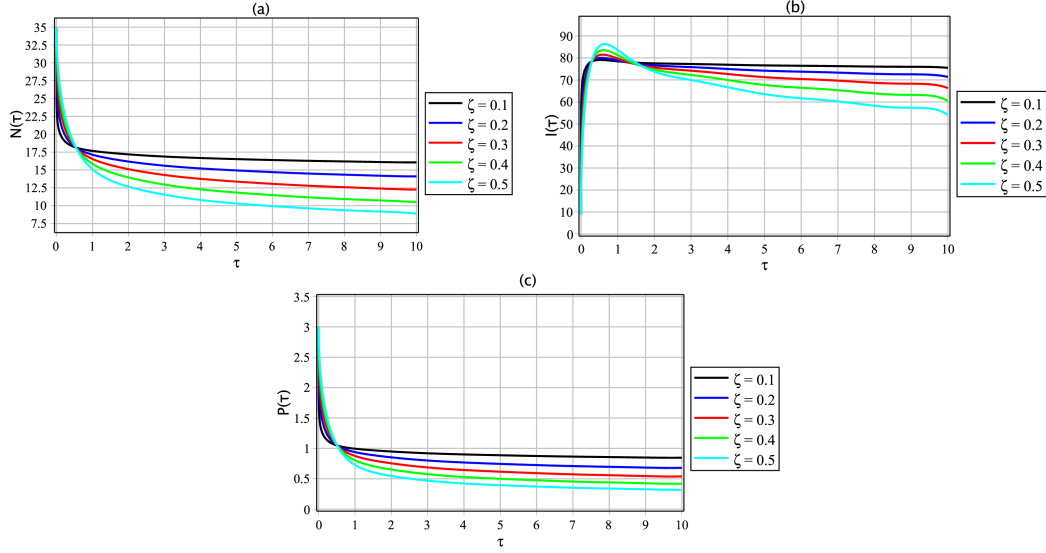 (a)
35
32.5
30
27.5
25
22.5
20
17.5
15
12.5
10
7.5
N(τ)
0 1 2 3 4 5 6 7 8 9 10
τ
ζ = 0.1
ζ = 0.2
ζ = 0.3
ζ = 0.4
ζ = 0.5
(b)
90
80
70
60
50
40
30
20
10
0
I(τ)
0 1 2 3 4 5 6 7 8 9 10
τ
ζ = 0.1
ζ = 0.2
ζ = 0.3
ζ = 0.4
ζ = 0.5
(c)
3.5
3
2.5
2
1.5
1
0.5
0
P(τ)
0 1 2 3 4 5 6 7 8 9 10
τ
ζ = 0.1
ζ = 0.2
ζ = 0.3
ζ = 0.4
ζ = 0.5